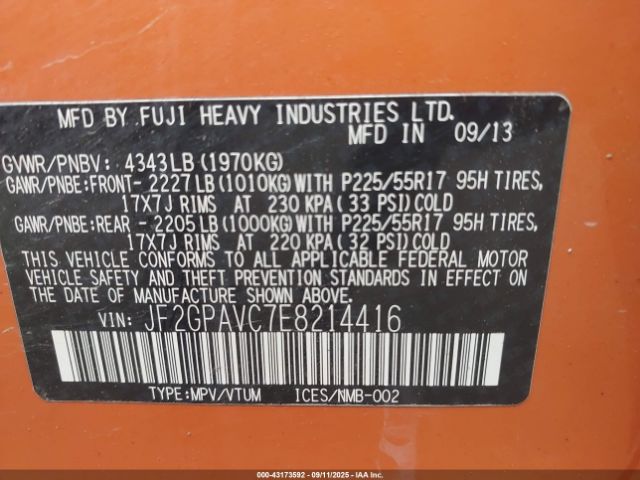 MFD BY FUJI HEAVY INDUSTRIES LTD.
MFD IN 09/13
GVWR/PNBV: 4343LB(1970KG)
GAWR/PNBE:FRONT- 2227LB(1010KG)WITH P225/55R17 95H TIRES,
17X7J RIMS AT 230 KPA(33 PSI)COLD
GAWR/PNBE:REAR - 2205LB(1000KG)WITH P225/55R17 95H TIRES,
17X7J RIMS AT 220 KPA(32 PSI)COLD
THIS VEHICLE CONFORMS TO ALL APPLICABLE FEDERAL MOTOR
VEHICLE SAFETY AND THEFT PREVENTION STANDARDS IN EFFECT ON
THE DATE OF MANUFACTURE SHOWN ABOVE.
VIN: JF2GPAVC7E8214416
TYPE:MPV/VTUM ICES/NMB-002
000-43173592 - 09/11/2025 - IAAI.COM